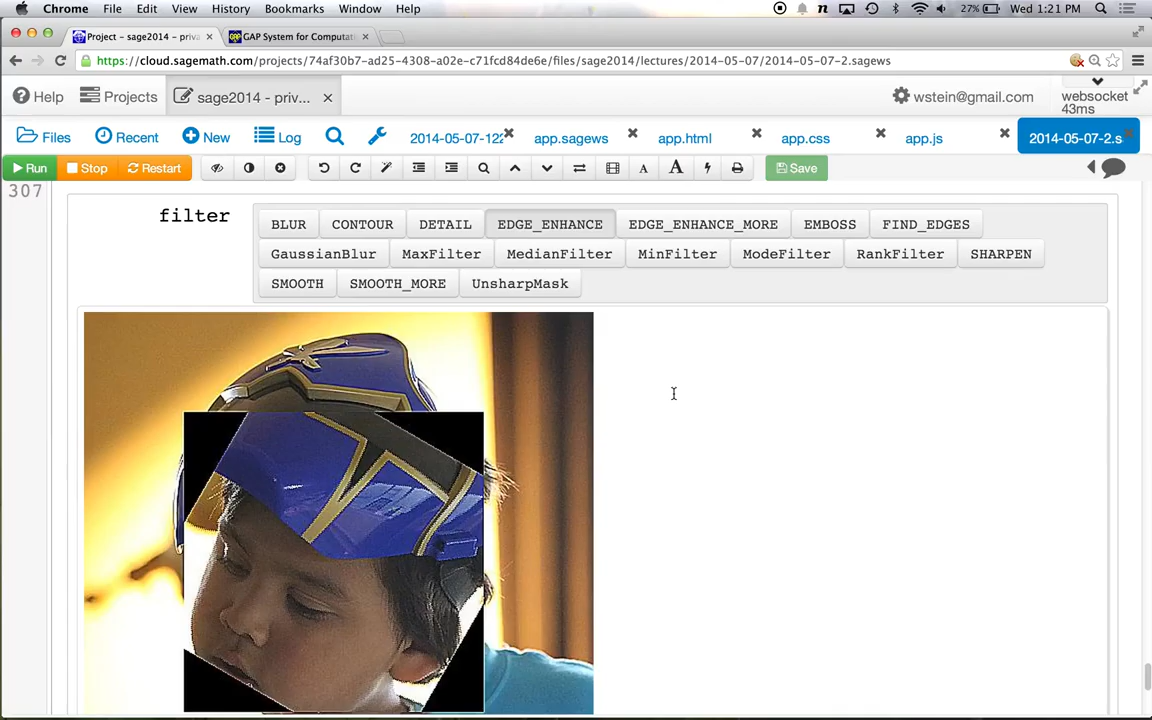 Chrome File Edit View History Bookmarks Window Help 27% Wed 1:21 PM
Project – sage2014 – priva × GAP System for Computati ×
https://cloud.sagemath.com/projects/74af30b7-ad25-4308-a02e-c71fcd84de6e/files/sage2014/lectures/2014-05-07/2014-05-07-2.sagews
Help Projects sage2014 - priv... × wstein@gmail.com websocket
43ms
Files Recent New Log 2014-05-07-122 app.sagews app.html app.css app.js 2014-05-07-2.s
Run Stop Restart A A Save
307
filter BLUR CONTOUR DETAIL EDGE_ENHANCE EDGE_ENHANCE_MORE EMBOSS FIND_EDGES
GaussianBlur MaxFilter MedianFilter MinFilter ModeFilter RankFilter SHARPEN
SMOOTH SMOOTH_MORE UnsharpMask